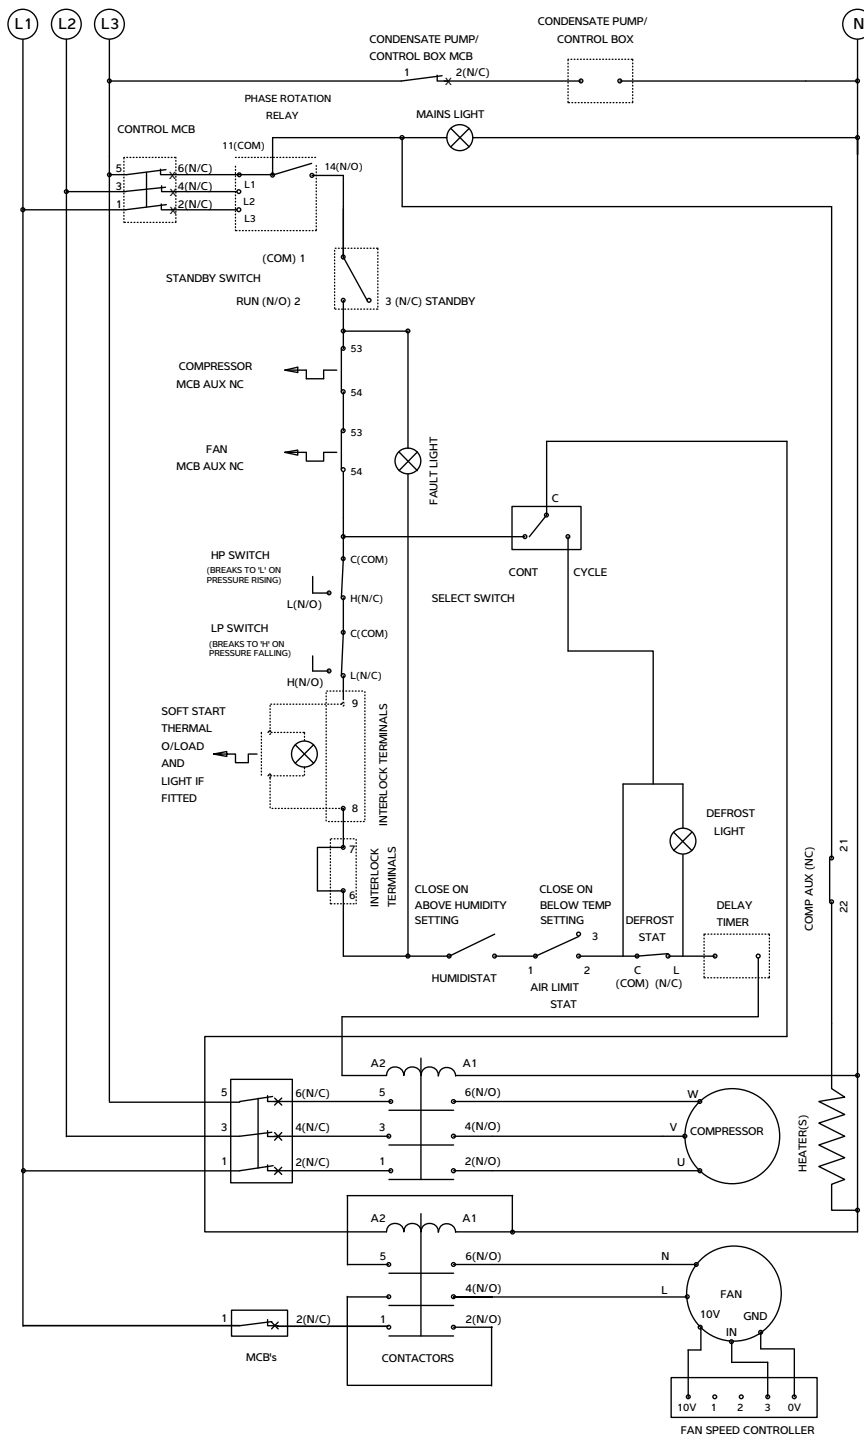 L1 L2 L3 N
CONDENSATE PUMP/
CONTROL BOX MCB
CONDENSATE PUMP/
CONTROL BOX
1 2(N/C)
PHASE ROTATION
RELAY
MAINS LIGHT
CONTROL MCB
11(COM)
14(N/O)
5 6(N/C)
3 4(N/C)
1 2(N/C)
L1
L2
L3
(COM) 1
STANDBY SWITCH
RUN (N/O) 2
3 (N/C) STANDBY
53
COMPRESSOR
MCB AUX NC
54
53
FAN
MCB AUX NC
54
FAULT LIGHT
C
CONT CYCLE
SELECT SWITCH
HP SWITCH
(BREAKS TO 'L' ON
PRESSURE RISING)
C(COM)
L(N/O)
H(N/C)
LP SWITCH
(BREAKS TO 'H' ON
PRESSURE FALLING)
C(COM)
H(N/O)
L(N/C)
SOFT START
THERMAL
O/LOAD
AND
LIGHT IF
FITTED
9
8
INTERLOCK TERMINALS
7
6
INTERLOCK
TERMINALS
DEFROST
LIGHT
COMP AUX (NC)
21
22
CLOSE ON
ABOVE HUMIDITY
SETTING
HUMIDISTAT
CLOSE ON
BELOW TEMP
SETTING
3
1 2
AIR LIMIT
STAT
DEFROST
STAT
C L
(COM) (N/C)
DELAY
TIMER
A2 A1
5 6(N/C) 5 6(N/O) W
3 4(N/C) 3 4(N/O) V
1 2(N/C) 1 2(N/O) U
COMPRESSOR
HEATER(S)
A2 A1
5 6(N/O) N
4(N/O) L
1 2(N/C) 1 2(N/O)
FAN
10V GND
IN
MCB's
CONTACTORS
10V 1 2 3 0V
FAN SPEED CONTROLLER